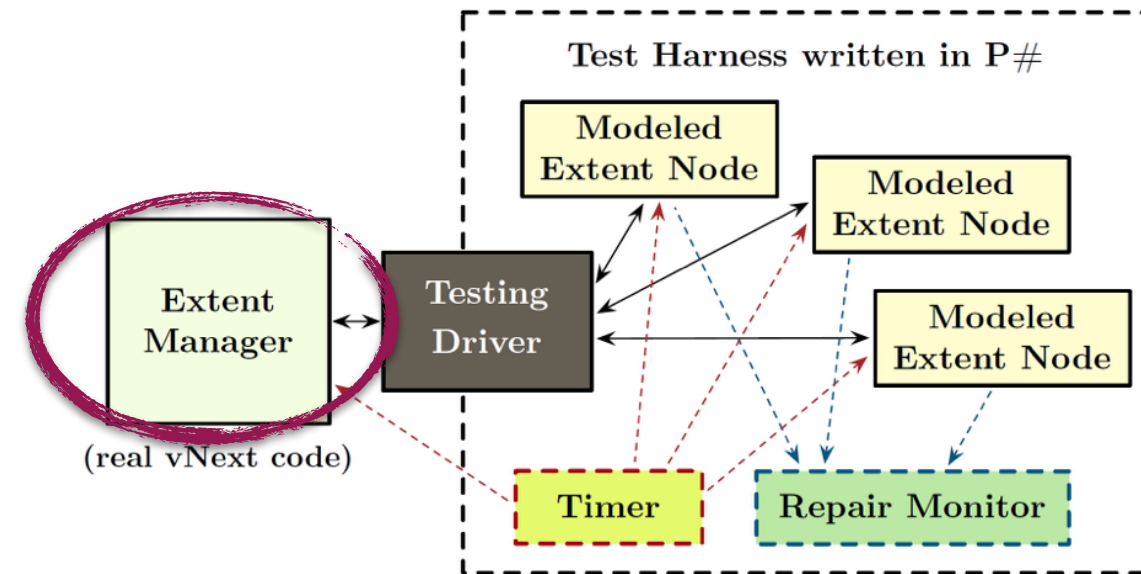 Test Harness written in P#
Modeled
Extent Node
Modeled
Extent Node
Extent
Manager
Testing
Driver
Modeled
Extent Node
(real vNext code)
Timer
Repair Monitor